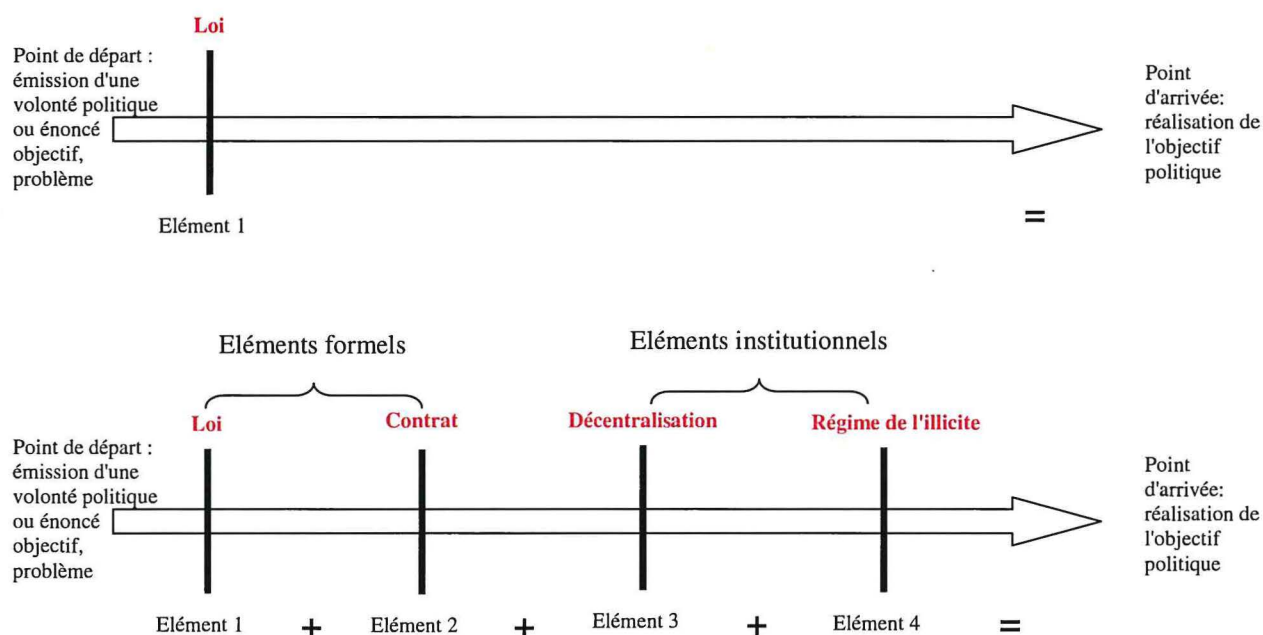 Loi
Point de départ :
émission d'une
volonté politique
ou énoncé
objectif,
problème
Point
d'arrivée:
réalisation de
l'objectif
politique
Elément 1
=
Eléments formels
Eléments institutionnels
Loi
Contrat
Décentralisation
Régime de l'illicite
Point de départ :
émission d'une
volonté politique
ou énoncé
objectif,
problème
Point
d'arrivée:
réalisation de
l'objectif
politique
Elément 1 + Elément 2 + Elément 3 + Elément 4 =